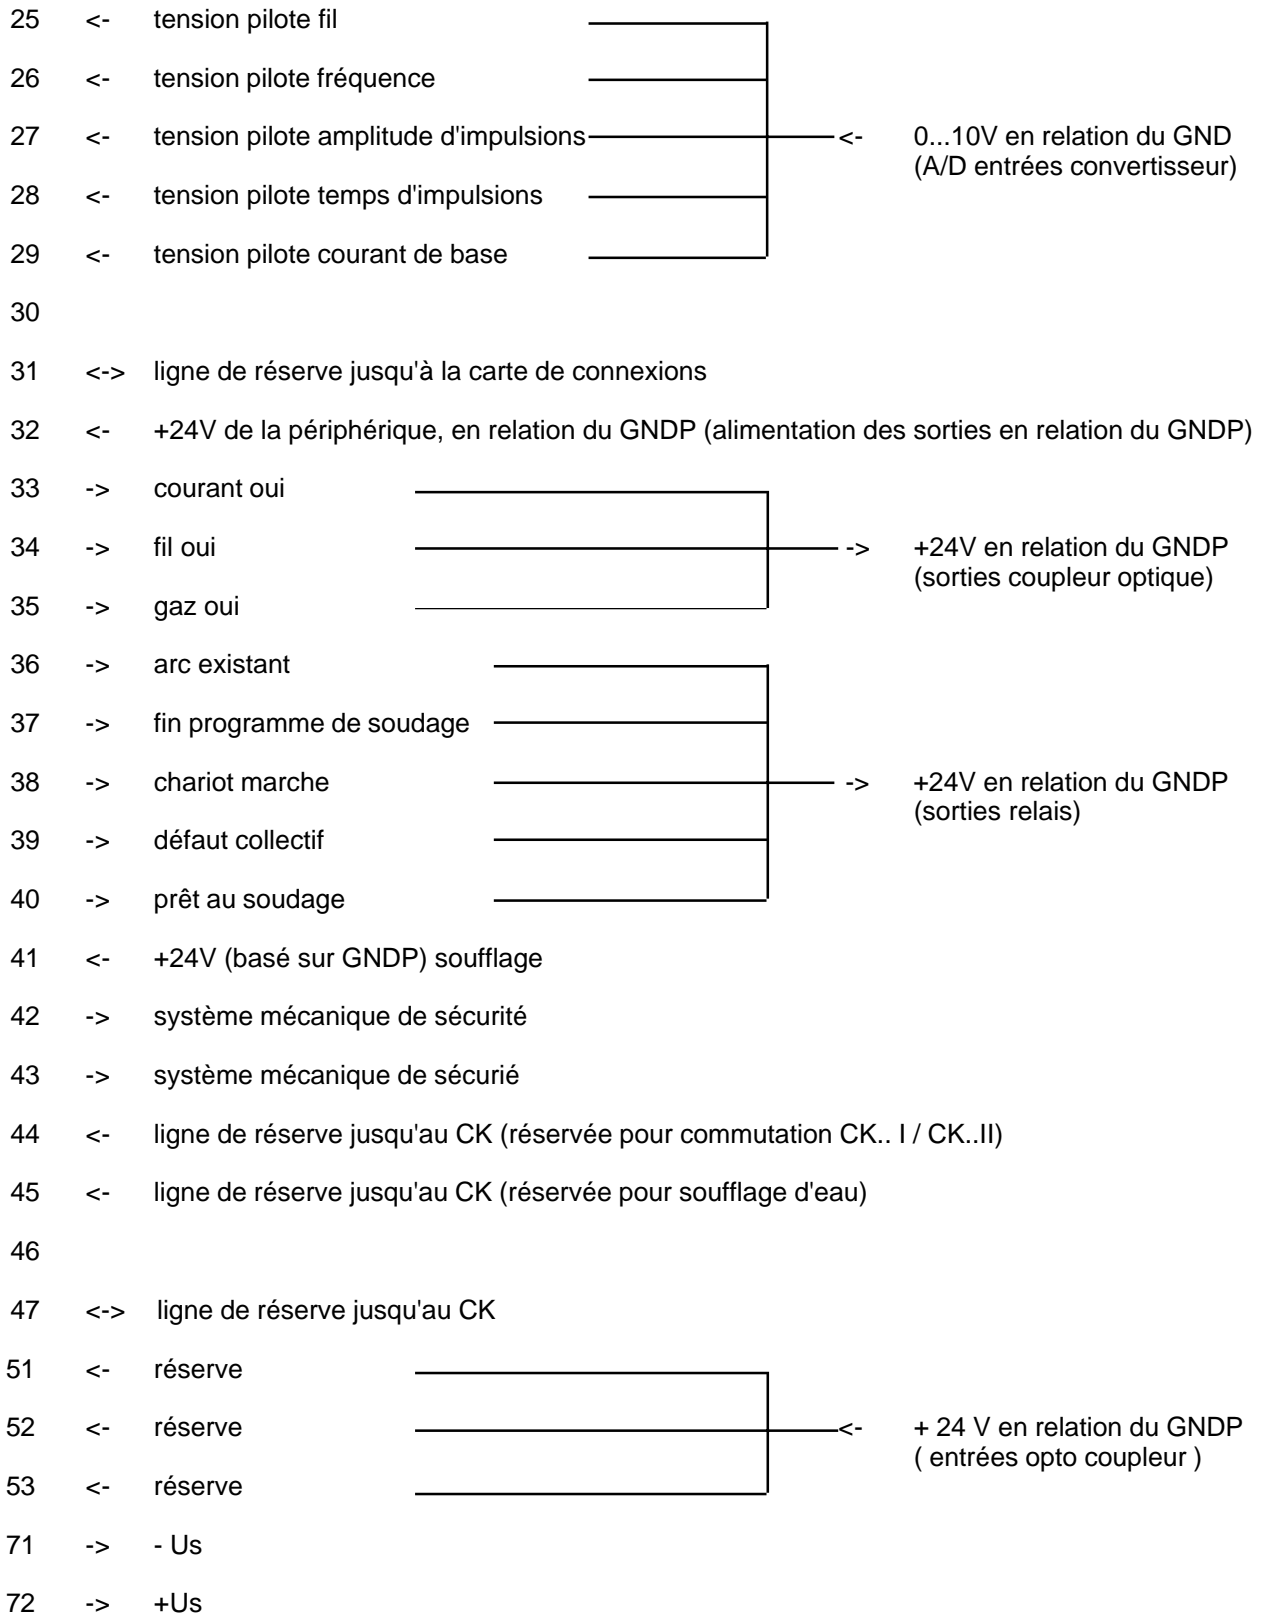 25 <- tension pilote fil
26 <- tension pilote fréquence
27 <- tension pilote amplitude d'impulsions <- 0...10V en relation du GND
(A/D entrées convertisseur)
28 <- tension pilote temps d'impulsions
29 <- tension pilote courant de base
30
31 <-> ligne de réserve jusqu'à la carte de connexions
32 <- +24V de la périphérique, en relation du GNDP (alimentation des sorties en relation du GNDP)
33 -> courant oui
34 -> fil oui -> +24V en relation du GNDP
(sorties coupleur optique)
35 -> gaz oui
36 -> arc existant
37 -> fin programme de soudage
38 -> chariot marche -> +24V en relation du GNDP
(sorties relais)
39 -> défaut collectif
40 -> prêt au soudage
41 <- +24V (basé sur GNDP) soufflage
42 -> système mécanique de sécurité
43 -> système mécanique de sécurié
44 <- ligne de réserve jusqu'au CK (réservée pour commutation CK.. I / CK..II)
45 <- ligne de réserve jusqu'au CK (réservée pour soufflage d'eau)
46
47 <-> ligne de réserve jusqu'au CK
51 <- réserve
52 <- réserve <- + 24 V en relation du GNDP
( entrées opto coupleur )
53 <- réserve
71 -> - Us
72 -> +Us